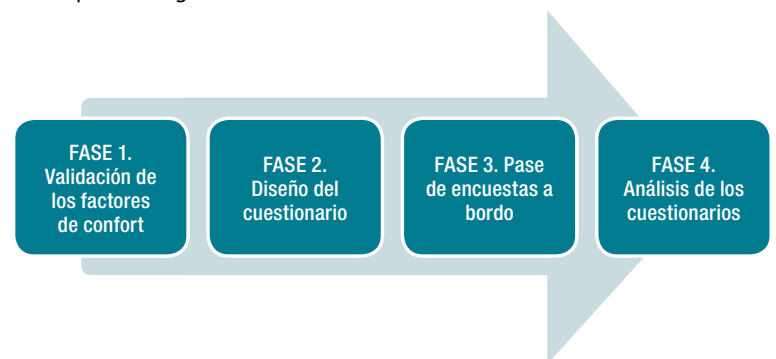 FASE 1.
Validación de
los factores
de confort
FASE 2.
Diseño del
cuestionario
FASE 3. Pase
de encuestas a
bordo
FASE 4.
Análisis de los
cuestionarios